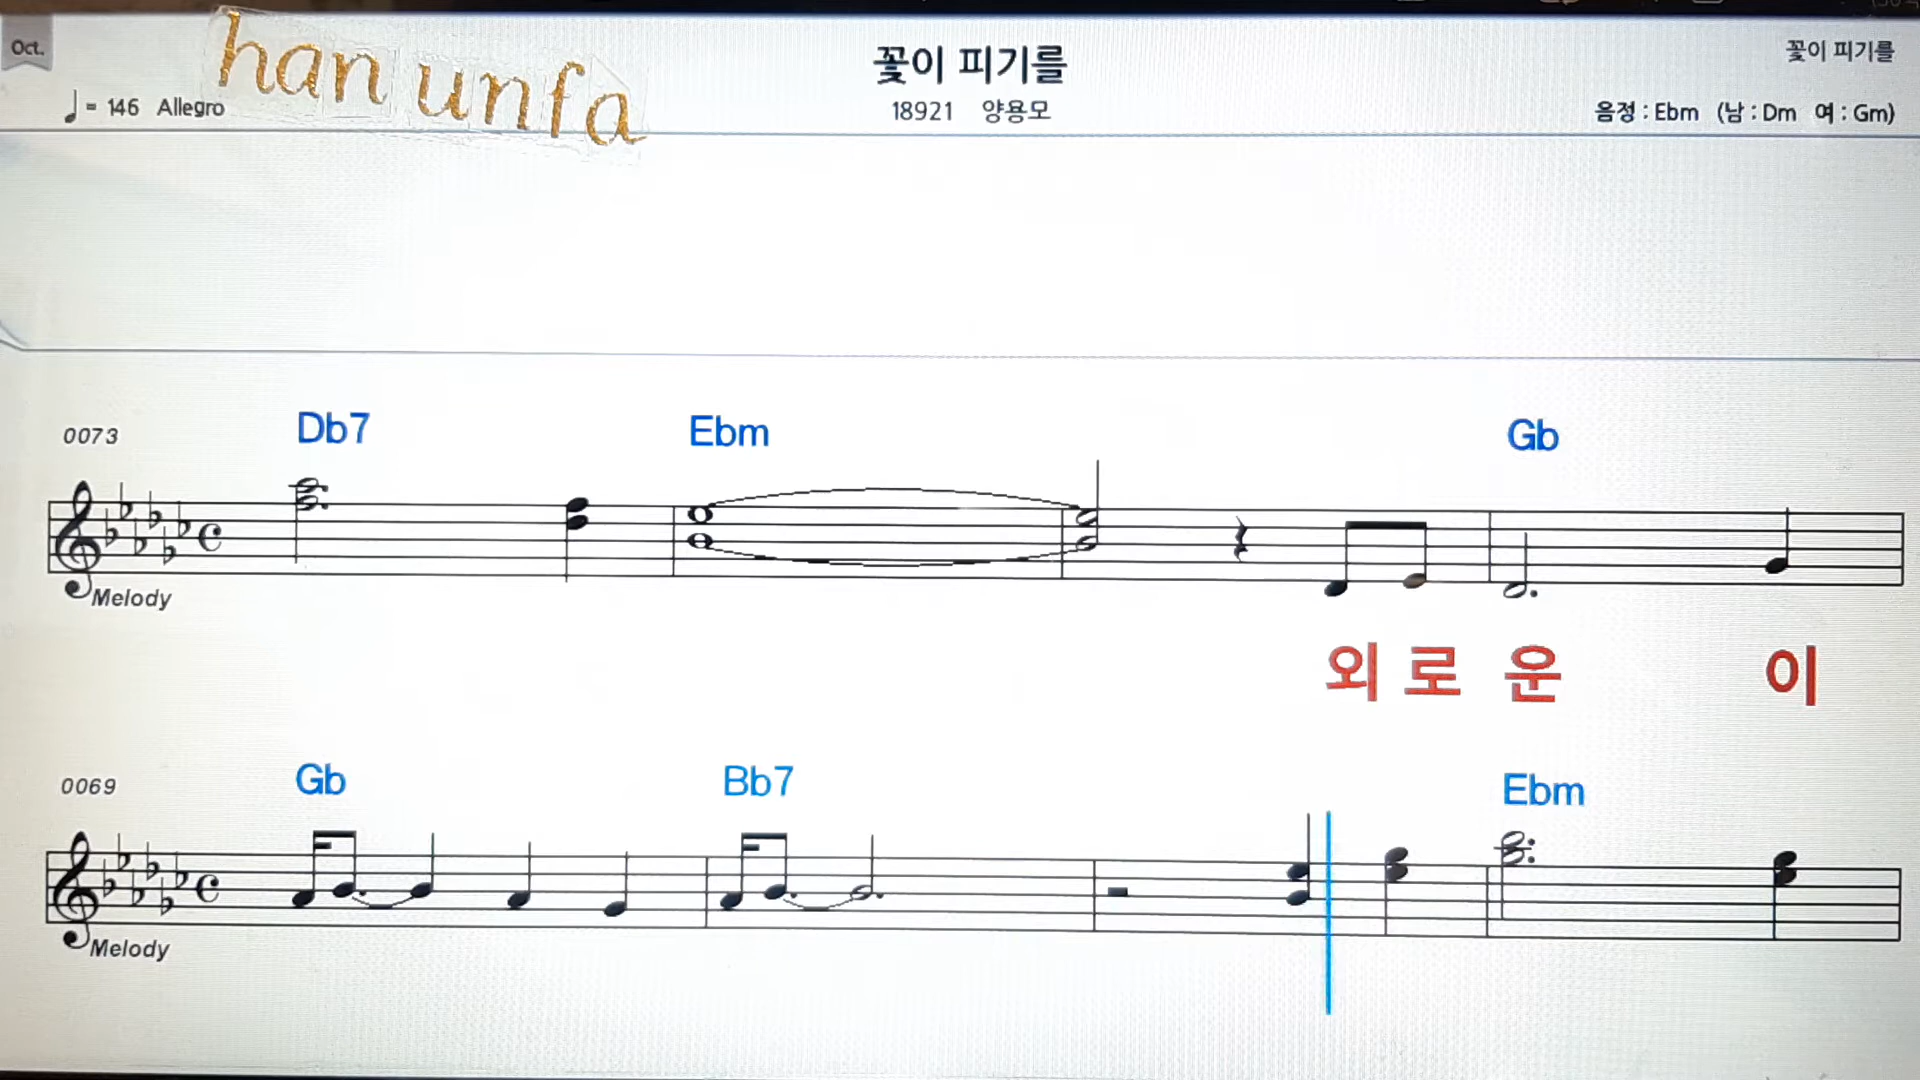 Oct.
han unfa
꽃이 피기를
꽃이 피기를
♩= 146 Allegro
18921 양용모
음정 : Ebm (남 : Dm 여 : Gm)
0073
Db7 Ebm Gb
Melody
외 로 운 이
0069
Gb Bb7 Ebm
Melody